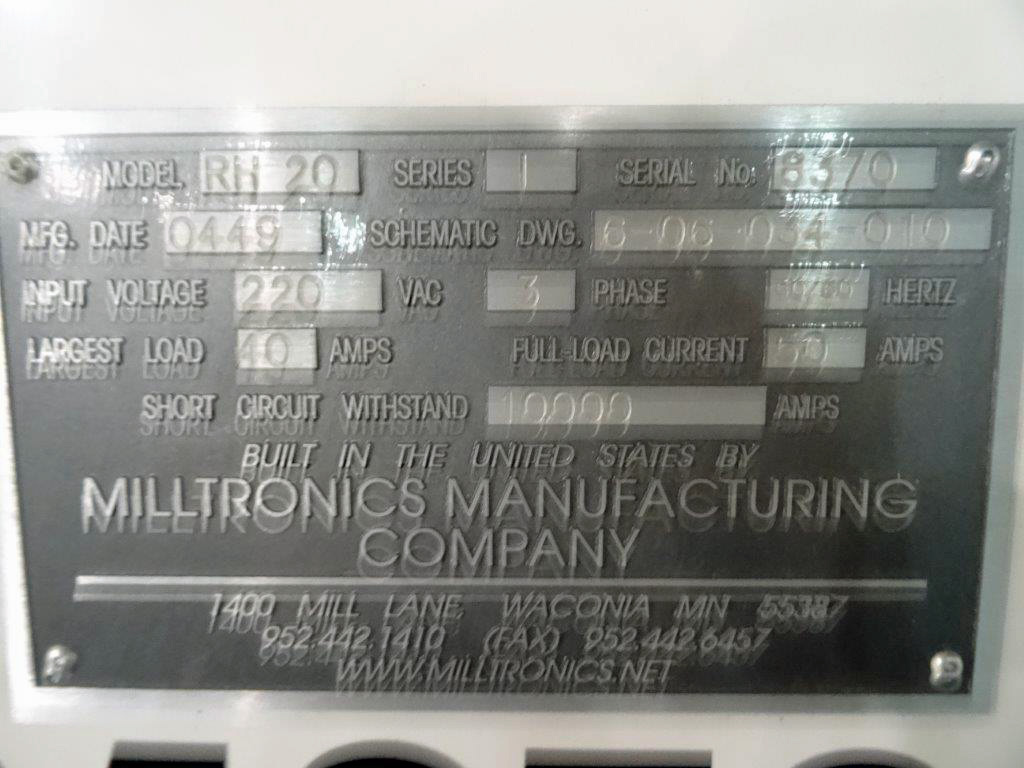 MODEL RH 20 SERIES I SERIAL No. 8370
MFG. DATE 0449 SCHEMATIC DWG. 6-06-034-010
INPUT VOLTAGE 220 VAC 3 PHASE HERTZ
LARGEST LOAD 40 AMPS FULL-LOAD CURRENT 50 AMPS
SHORT CIRCUIT WITHSTAND 10000 AMPS
BUILT IN THE UNITED STATES BY
MILLTRONICS MANUFACTURING
COMPANY
1400 MILL LANE, WACONIA MN 55387
952.442.1410 (FAX) 952.442.6457
WWW.MILLTRONICS.NET